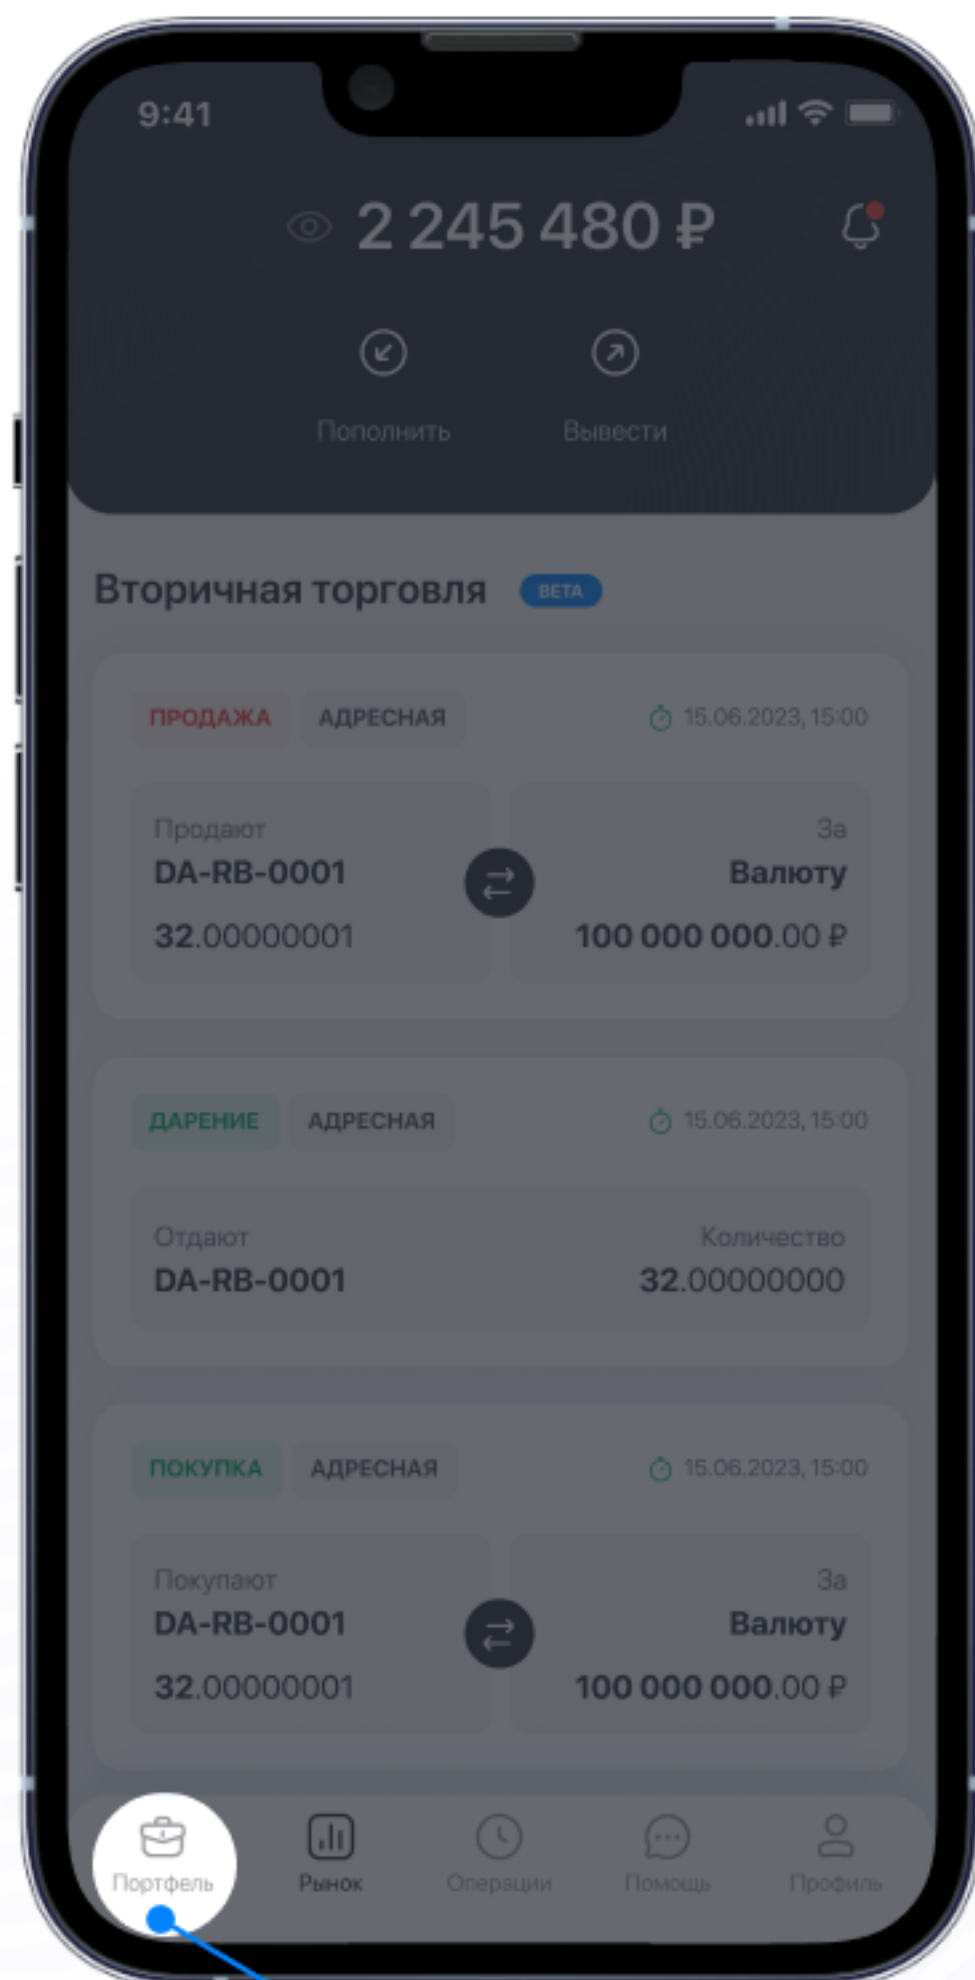 9:41
2 245 480 ₽
Пополнить Вывести
Вторичная торговля BETA
ПРОДАЖА АДРЕСНАЯ 15.06.2023, 15:00
Продают За
DA-RB-0001 Валюту
32.00000001 100 000 000.00 ₽
ДАРЕНИЕ АДРЕСНАЯ 15.06.2023, 15:00
Отдают Количество
DA-RB-0001 32.00000000
ПОКУПКА АДРЕСНАЯ 15.06.2023, 15:00
Покупают За
DA-RB-0001 Валюту
32.00000001 100 000 000.00 ₽
Портфель Рынок Операции Помощь Профиль